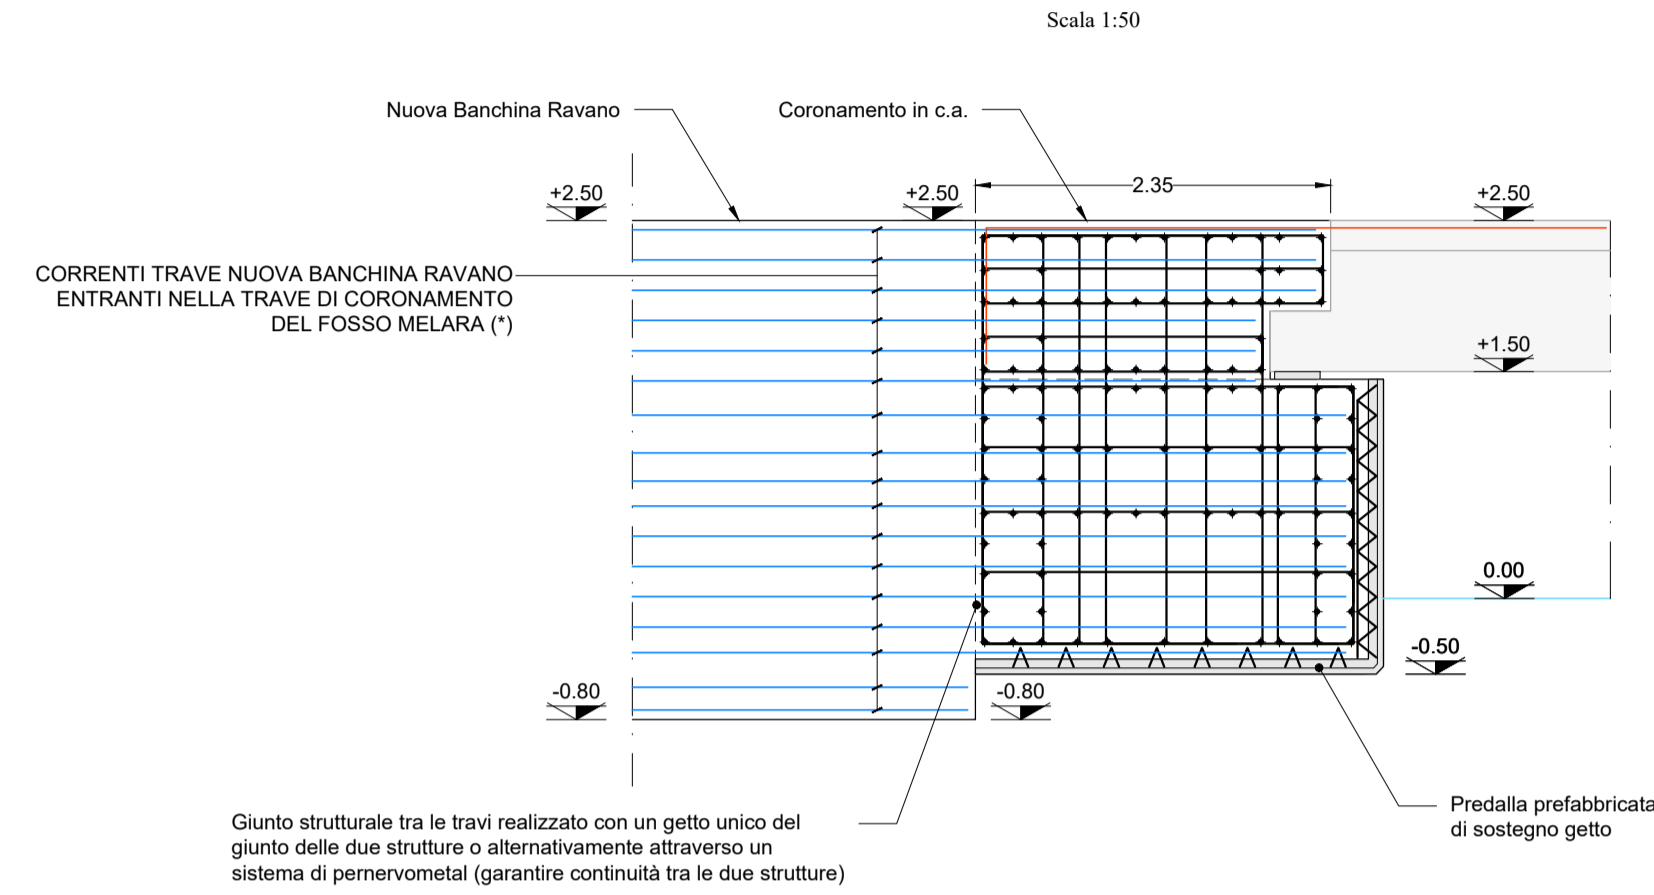 Scala 1:50
Nuova Banchina Ravano
Coronamento in c.a.
+2.50
+2.50
2.35
+2.50
CORRENTI TRAVE NUOVA BANCHINA RAVANO
ENTRANTI NELLA TRAVE DI CORONAMENTO
DEL FOSSO MELARA (*)
+1.50
0.00
-0.50
-0.80
-0.80
Giunto strutturale tra le travi realizzato con un getto unico del
giunto delle due strutture o alternativamente attraverso un
sistema di pernervometal (garantire continuità tra le due strutture)
Predalla prefabbricata
di sostegno getto